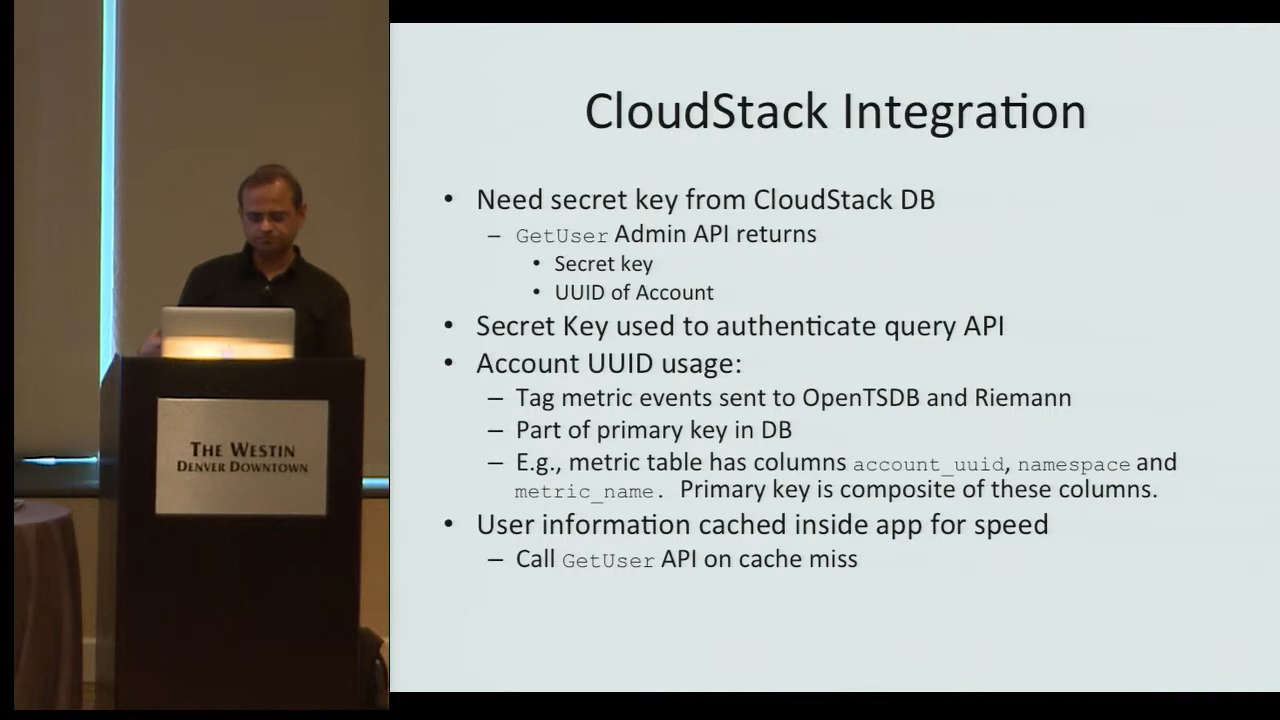 CloudStack Integration
• Need secret key from CloudStack DB
– GetUser Admin API returns
• Secret key
• UUID of Account
• Secret Key used to authenticate query API
• Account UUID usage:
– Tag metric events sent to OpenTSDB and Riemann
– Part of primary key in DB
– E.g., metric table has columns account_uuid, namespace and
metric_name. Primary key is composite of these columns.
• User information cached inside app for speed
– Call GetUser API on cache miss
THE WESTIN
DENVER DOWNTOWN